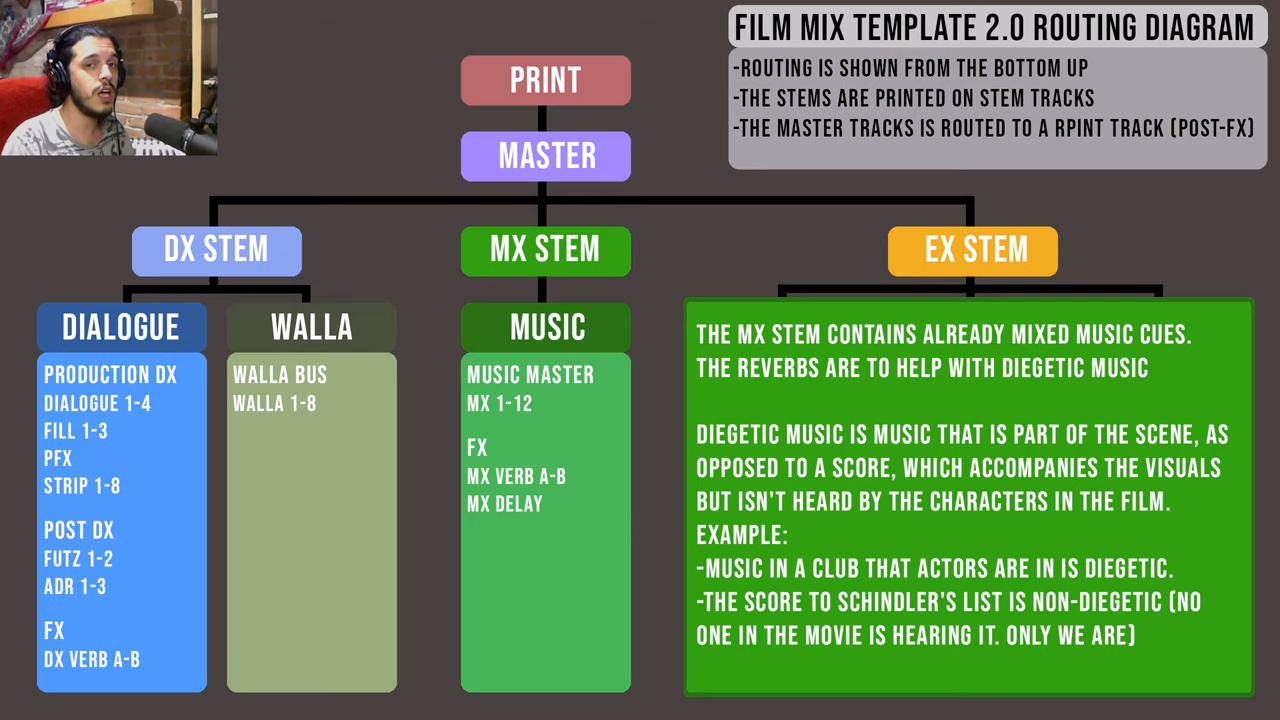 FILM MIX TEMPLATE 2.0 ROUTING DIAGRAM
-ROUTING IS SHOWN FROM THE BOTTOM UP
-THE STEMS ARE PRINTED ON STEM TRACKS
-THE MASTER TRACKS IS ROUTED TO A RPINT TRACK (POST-FX)
PRINT
MASTER
DX STEM
MX STEM
EX STEM
DIALOGUE
PRODUCTION DX
DIALOGUE 1-4
FILL 1-3
PFX
STRIP 1-8
POST DX
FUTZ 1-2
ADR 1-3
FX
DX VERB A-B
WALLA
WALLA BUS
WALLA 1-8
MUSIC
MUSIC MASTER
MX 1-12
FX
MX VERB A-B
MX DELAY
THE MX STEM CONTAINS ALREADY MIXED MUSIC CUES.
THE REVERBS ARE TO HELP WITH DIEGETIC MUSIC
DIEGETIC MUSIC IS MUSIC THAT IS PART OF THE SCENE, AS
OPPOSED TO A SCORE, WHICH ACCOMPANIES THE VISUALS
BUT ISN'T HEARD BY THE CHARACTERS IN THE FILM.
EXAMPLE:
-MUSIC IN A CLUB THAT ACTORS ARE IN IS DIEGETIC.
-THE SCORE TO SCHINDLER'S LIST IS NON-DIEGETIC (NO
ONE IN THE MOVIE IS HEARING IT. ONLY WE ARE)